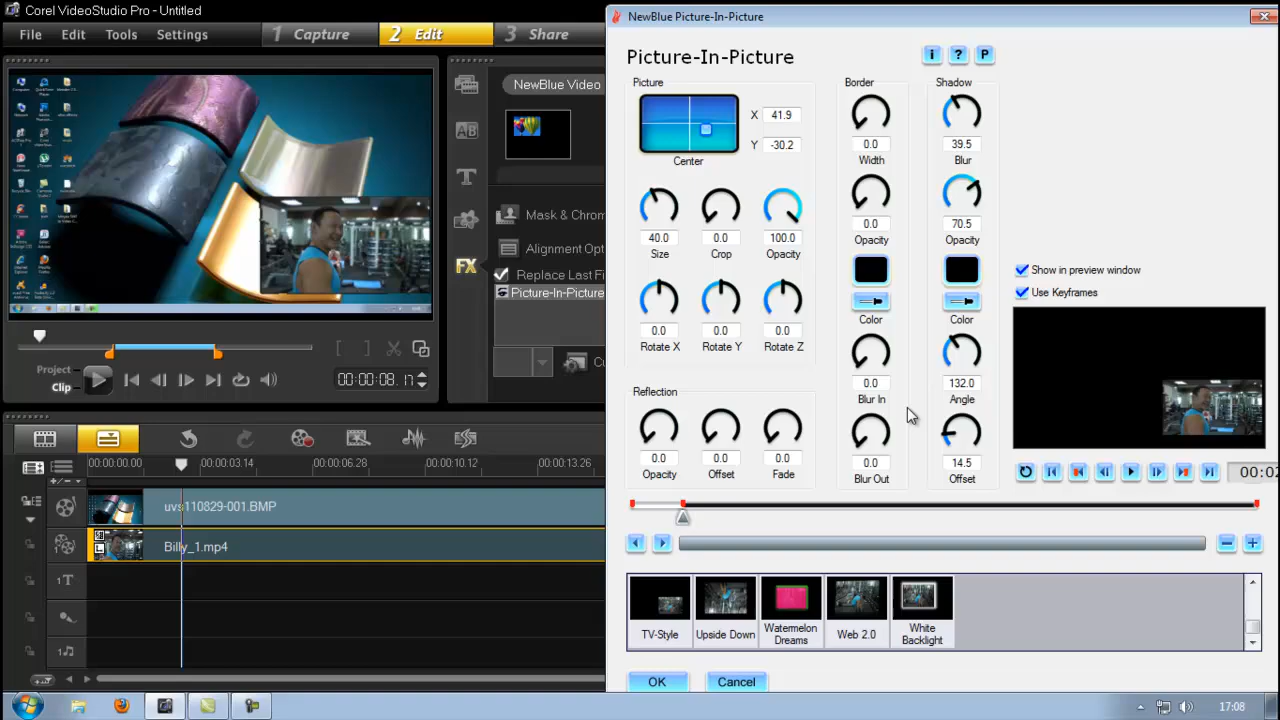 Corel VideoStudio Pro - Untitled
File Edit Tools Settings
1 Capture
2 Edit
3 Share
NewBlue Video
Mask & Chrom
Alignment Opt
Replace Last Fi
Picture-In-Picture
FX
Project
Clip
00:00:08.17
00:00:00.00 00:00:03.14 00:00:06.28 00:00:10.12 00:00:13.26
uvs110829-001.BMP
Billy_1.mp4
NewBlue Picture-In-Picture
Picture-In-Picture
i ? P
Picture
X 41.9
Y -30.2
Center
40.0 0.0 100.0
Size Crop Opacity
0.0 0.0 0.0
Rotate X Rotate Y Rotate Z
Reflection
0.0 0.0 0.0
Opacity Offset Fade
Border
0.0
Width
0.0
Opacity
Color
0.0
Blur In
0.0
Blur Out
Shadow
39.5
Blur
70.5
Opacity
Color
132.0
Angle
14.5
Offset
Show in preview window
Use Keyframes
00:02
TV-Style
Upside Down
Watermelon
Dreams
Web 2.0
White
Backlight
OK
Cancel
17:08